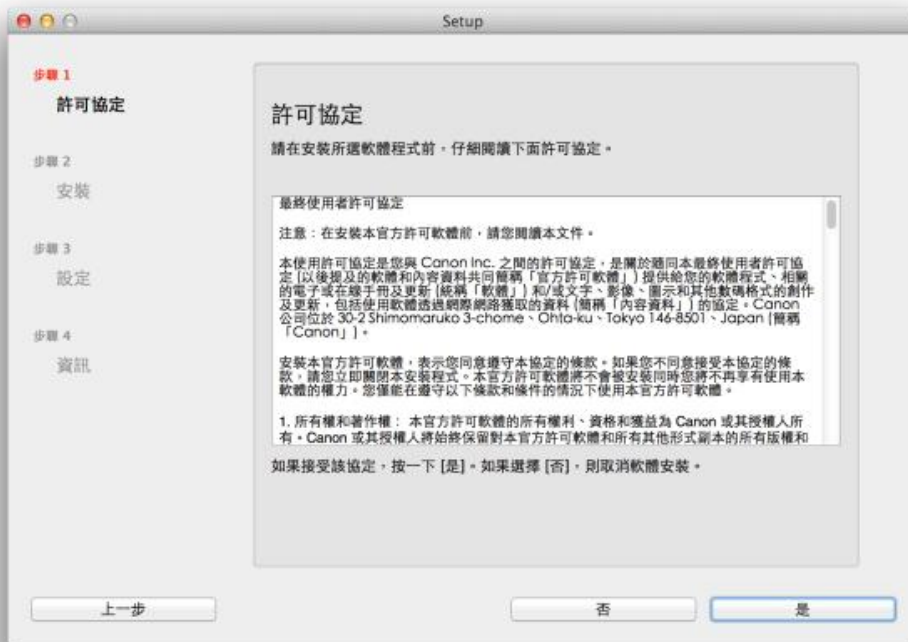 Setup
步驟 1
許可協定
步驟 2
安裝
步驟 3
設定
步驟 4
資訊
許可協定
請在安裝所選軟體程式前，仔細閱讀下面許可協定。
最終使用者許可協定
注意：在安裝本官方許可軟體前，請您閱讀本文件。
本使用許可協定是您與 Canon Inc. 之間的許可協定，是關於隨同本最終使用者許可協
定 (以後提及的軟體和內容資料共同簡稱「官方許可軟體」) 提供給您的軟體程式、相關
的電子或在線手冊及更新 (統稱「軟體」) 和/或文字、影像、圖示和其他數碼格式的創作
及更新，包括使用軟體透過網際網路獲取的資料 (簡稱「內容資料」) 的協定。Canon
公司位於 30-2 Shimomaruko 3-chome、Ohta-ku、Tokyo 146-8501、Japan (簡稱
「Canon」)。
安裝本官方許可軟體，表示您同意遵守本協定的條款。如果您不同意接受本協定的條
款，請您立即關閉本安裝程式。本官方許可軟體將不會被安裝同時您將不再享有使用本
軟體的權力。您僅能在遵守以下條款和條件的情況下使用本官方許可軟體。
1. 所有權和著作權： 本官方許可軟體的所有權利、資格和獲益為 Canon 或其授權人所
有。Canon 或其授權人將始終保留對本官方許可軟體和所有其他形式副本的所有版權和
如果接受該協定，按一下 [是]。如果選擇 [否]，則取消軟體安裝。
上一步
否
是